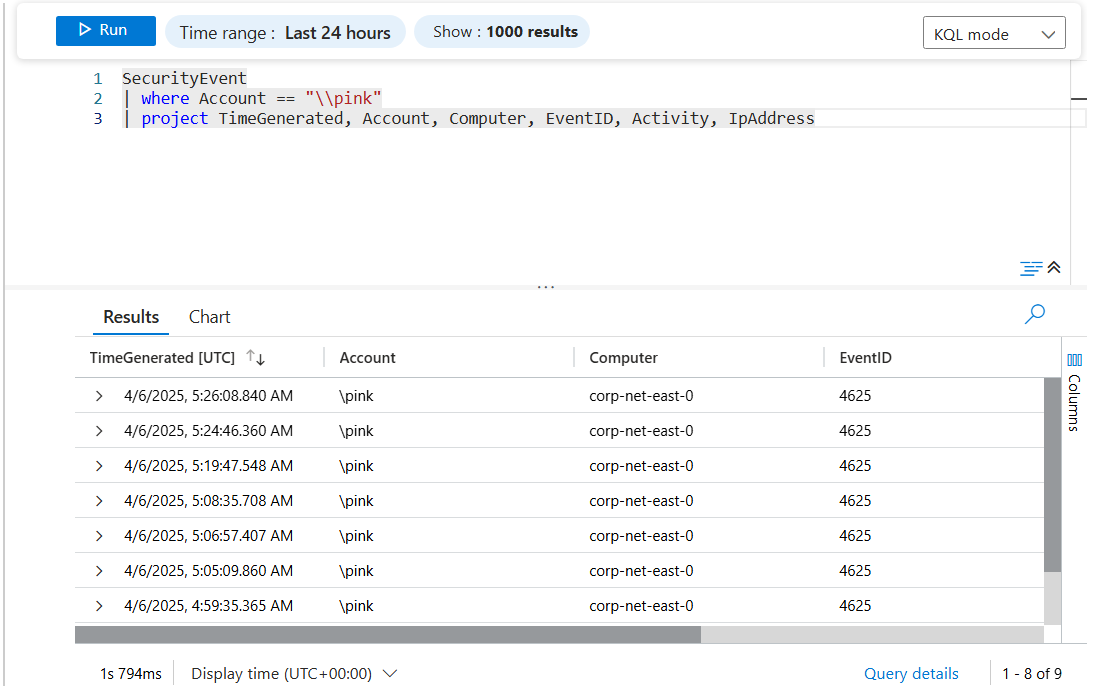 Run
Time range : Last 24 hours
Show : 1000 results
KQL mode
1 SecurityEvent
2 | where Account == "\\pink"
3 | project TimeGenerated, Account, Computer, EventID, Activity, IpAddress
...
Results Chart
TimeGenerated [UTC] Account Computer EventID
4/6/2025, 5:26:08.840 AM \pink corp-net-east-0 4625
4/6/2025, 5:24:46.360 AM \pink corp-net-east-0 4625
4/6/2025, 5:19:47.548 AM \pink corp-net-east-0 4625
4/6/2025, 5:08:35.708 AM \pink corp-net-east-0 4625
4/6/2025, 5:06:57.407 AM \pink corp-net-east-0 4625
4/6/2025, 5:05:09.860 AM \pink corp-net-east-0 4625
4/6/2025, 4:59:35.365 AM \pink corp-net-east-0 4625
Columns
1s 794ms Display time (UTC+00:00) Query details 1 - 8 of 9